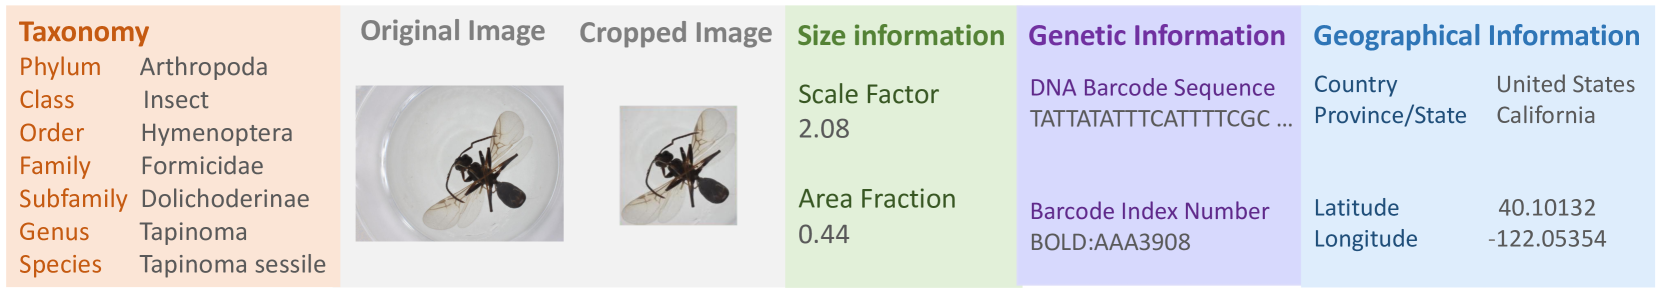 Taxonomy
Phylum Arthropoda
Class Insect
Order Hymenoptera
Family Formicidae
Subfamily Dolichoderinae
Genus Tapinoma
Species Tapinoma sessile
Original Image
Cropped Image
Size information
Scale Factor
2.08
Area Fraction
0.44
Genetic Information
DNA Barcode Sequence
TATTATATTTCATTTTCGC ...
Barcode Index Number
BOLD:AAA3908
Geographical Information
Country United States
Province/State California
Latitude 40.10132
Longitude -122.05354